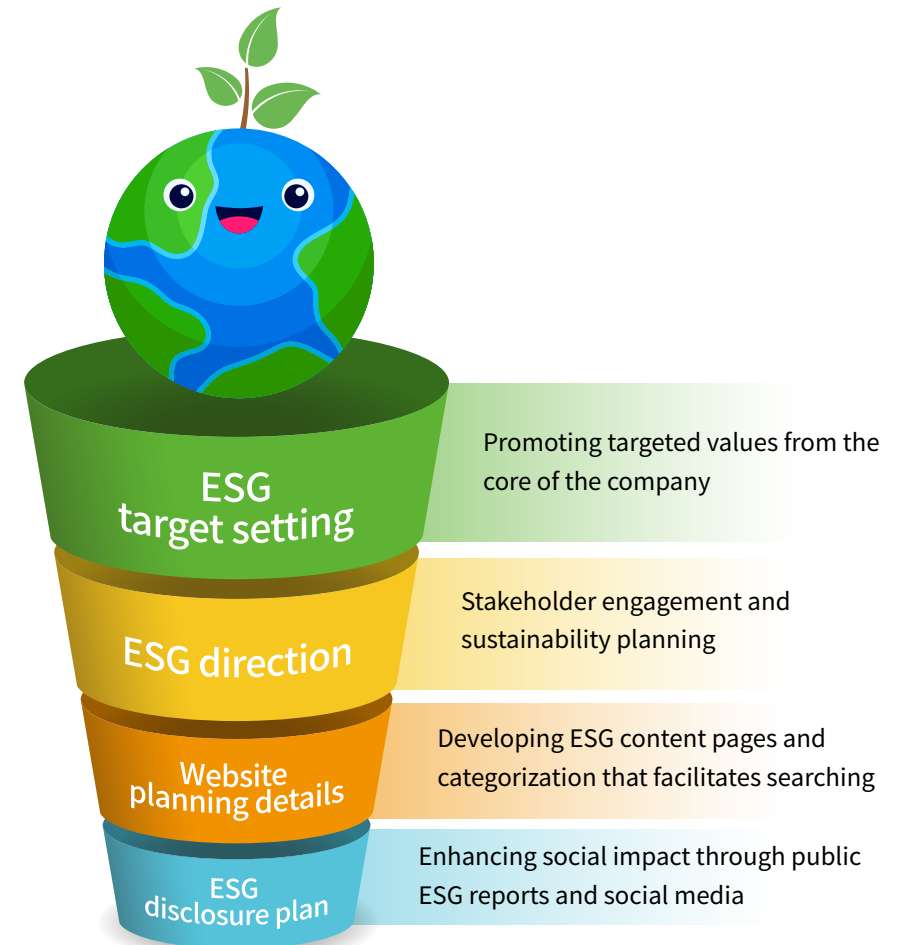 ESG
target setting
Promoting targeted values from the
core of the company
ESG direction
Stakeholder engagement and
sustainability planning
Website
planning details
Developing ESG content pages and
categorization that facilitates searching
ESG
disclosure plan
Enhancing social impact through public
ESG reports and social media